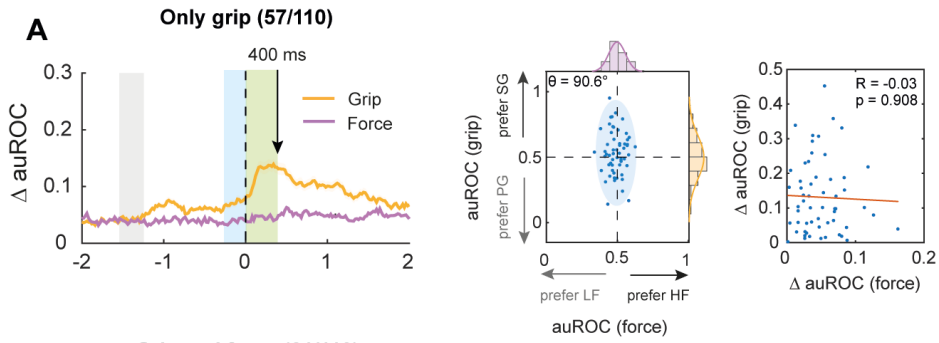 A
Only grip (57/110)
400 ms
0.3
0.2
0.1
0
Δ auROC
Grip
Force
-2
-1
0
1
2
θ = 90.6°
1
0.5
0
prefer SG
prefer PG
auROC (grip)
0
0.5
1
prefer LF
prefer HF
auROC (force)
R = -0.03
p = 0.908
0.5
0.4
0.3
0.2
0.1
0
Δ auROC (grip)
0
0.1
0.2
Δ auROC (force)